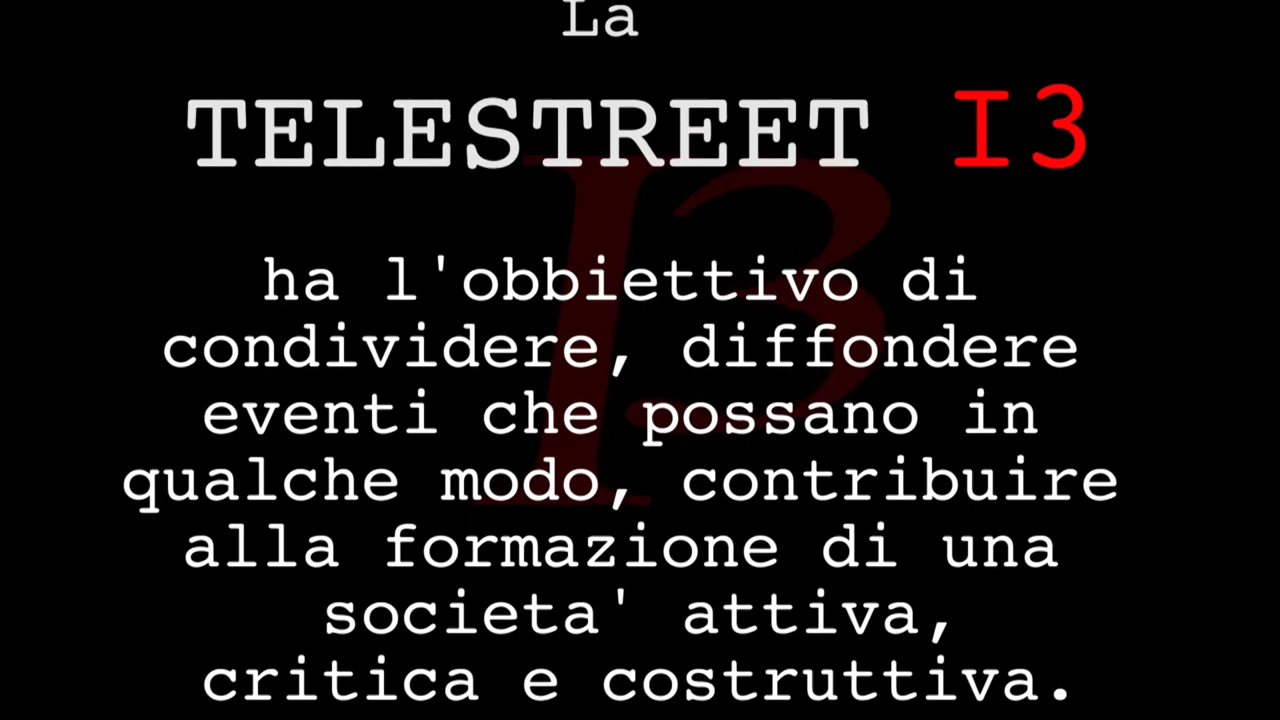 La
TELESTREET I3
ha l'obbiettivo di
condividere, diffondere
eventi che possano in
qualche modo, contribuire
alla formazione di una
societa' attiva,
critica e costruttiva.
I3